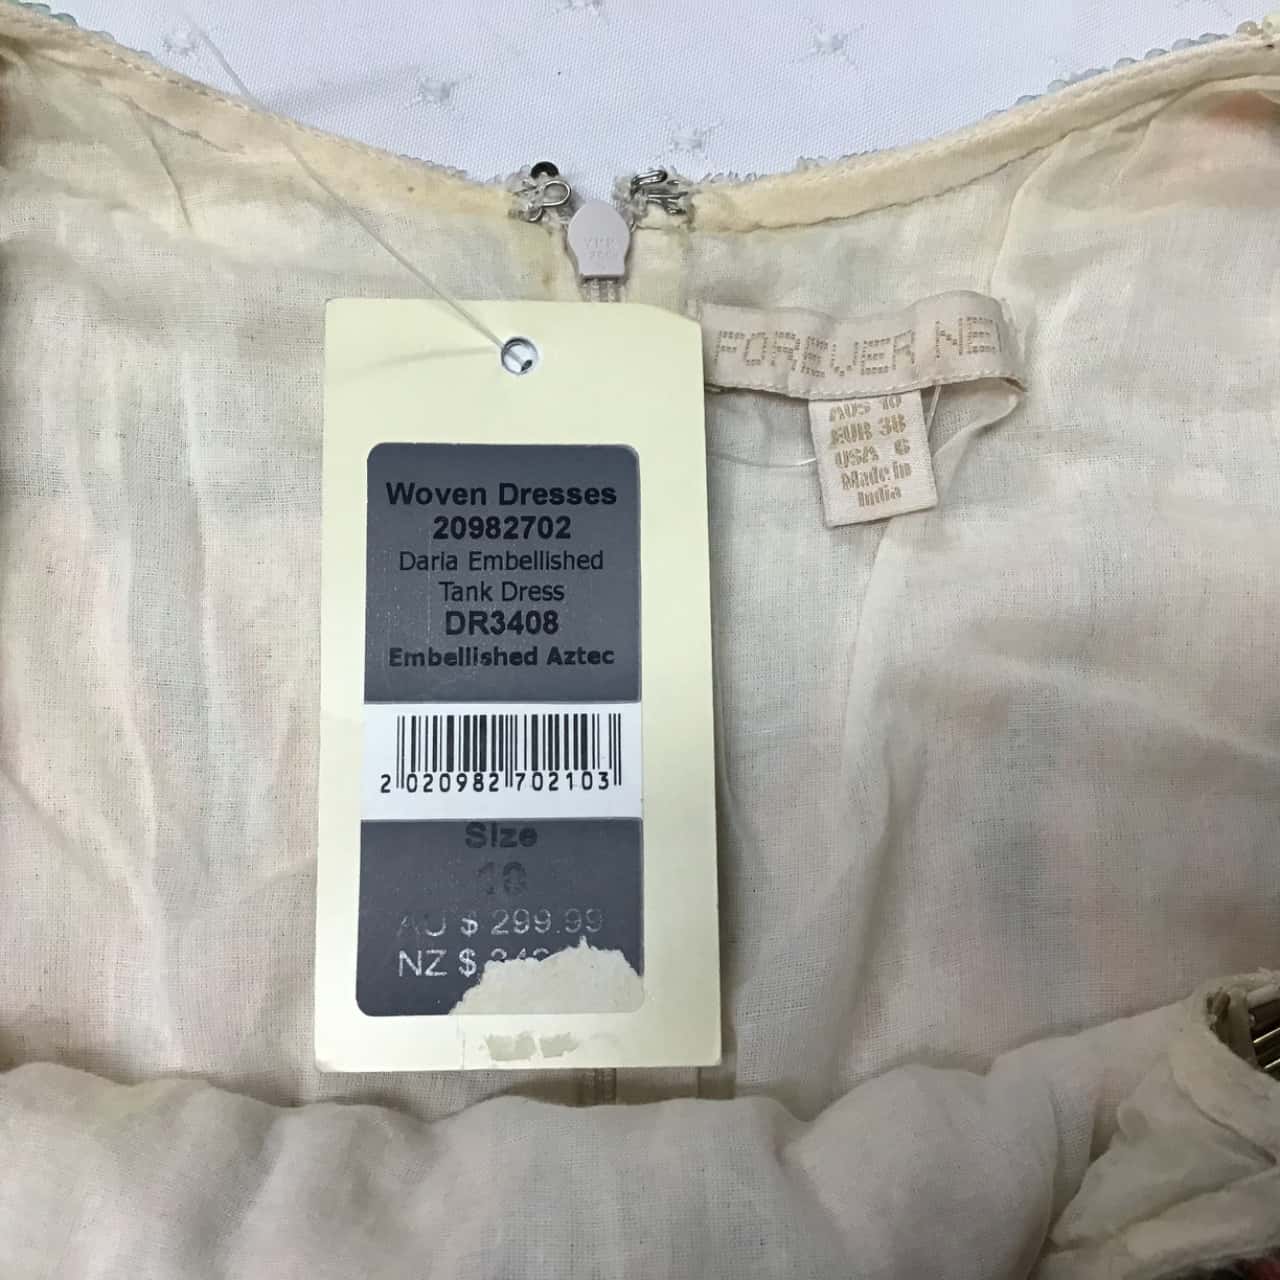 Woven Dresses
20982702
Darla Embellished
Tank Dress
DR3408
Embellished Aztec
2 020982 702103
Size
10
AU $ 299.99
NZ $
FOREVER NE
AUS 10
EUR 38
USA 6
Made in
India